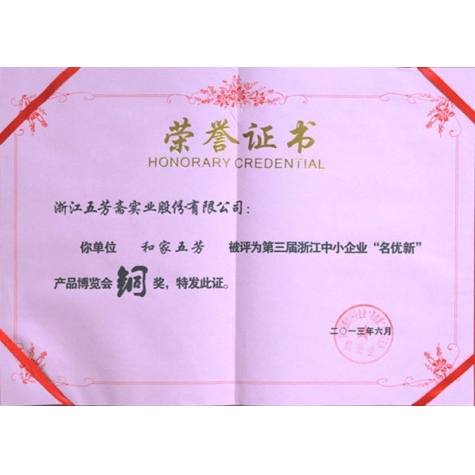 荣誉证书
HONORARY CREDENTIAL
浙江五芳斋实业股份有限公司：
你单位 和家五芳 被评为第三届浙江中小企业“名优新”
产品博览会 铜 奖，特发此证。
二〇一三年六月